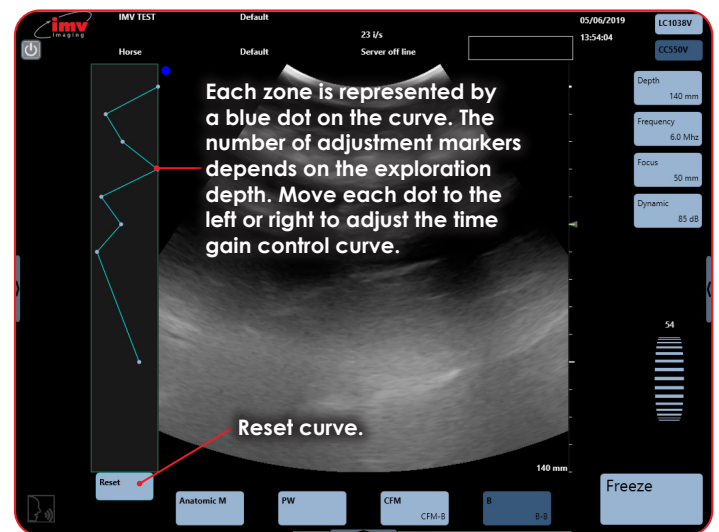 imv
imaging
IMV TEST
Default
23 i/s
05/06/2019
13:54:04
LC1038V
Horse
Default
Server off line
CC550V
Each zone is represented by
a blue dot on the curve. The
number of adjustment markers
depends on the exploration
depth. Move each dot to the
left or right to adjust the time
gain control curve.
Depth
140 mm
Frequency
6.0 Mhz
Focus
50 mm
Dynamic
85 dB
54
Reset curve.
140 mm
Reset
Anatomic M
PW
CFM
CFM-B
B
B-B
Freeze